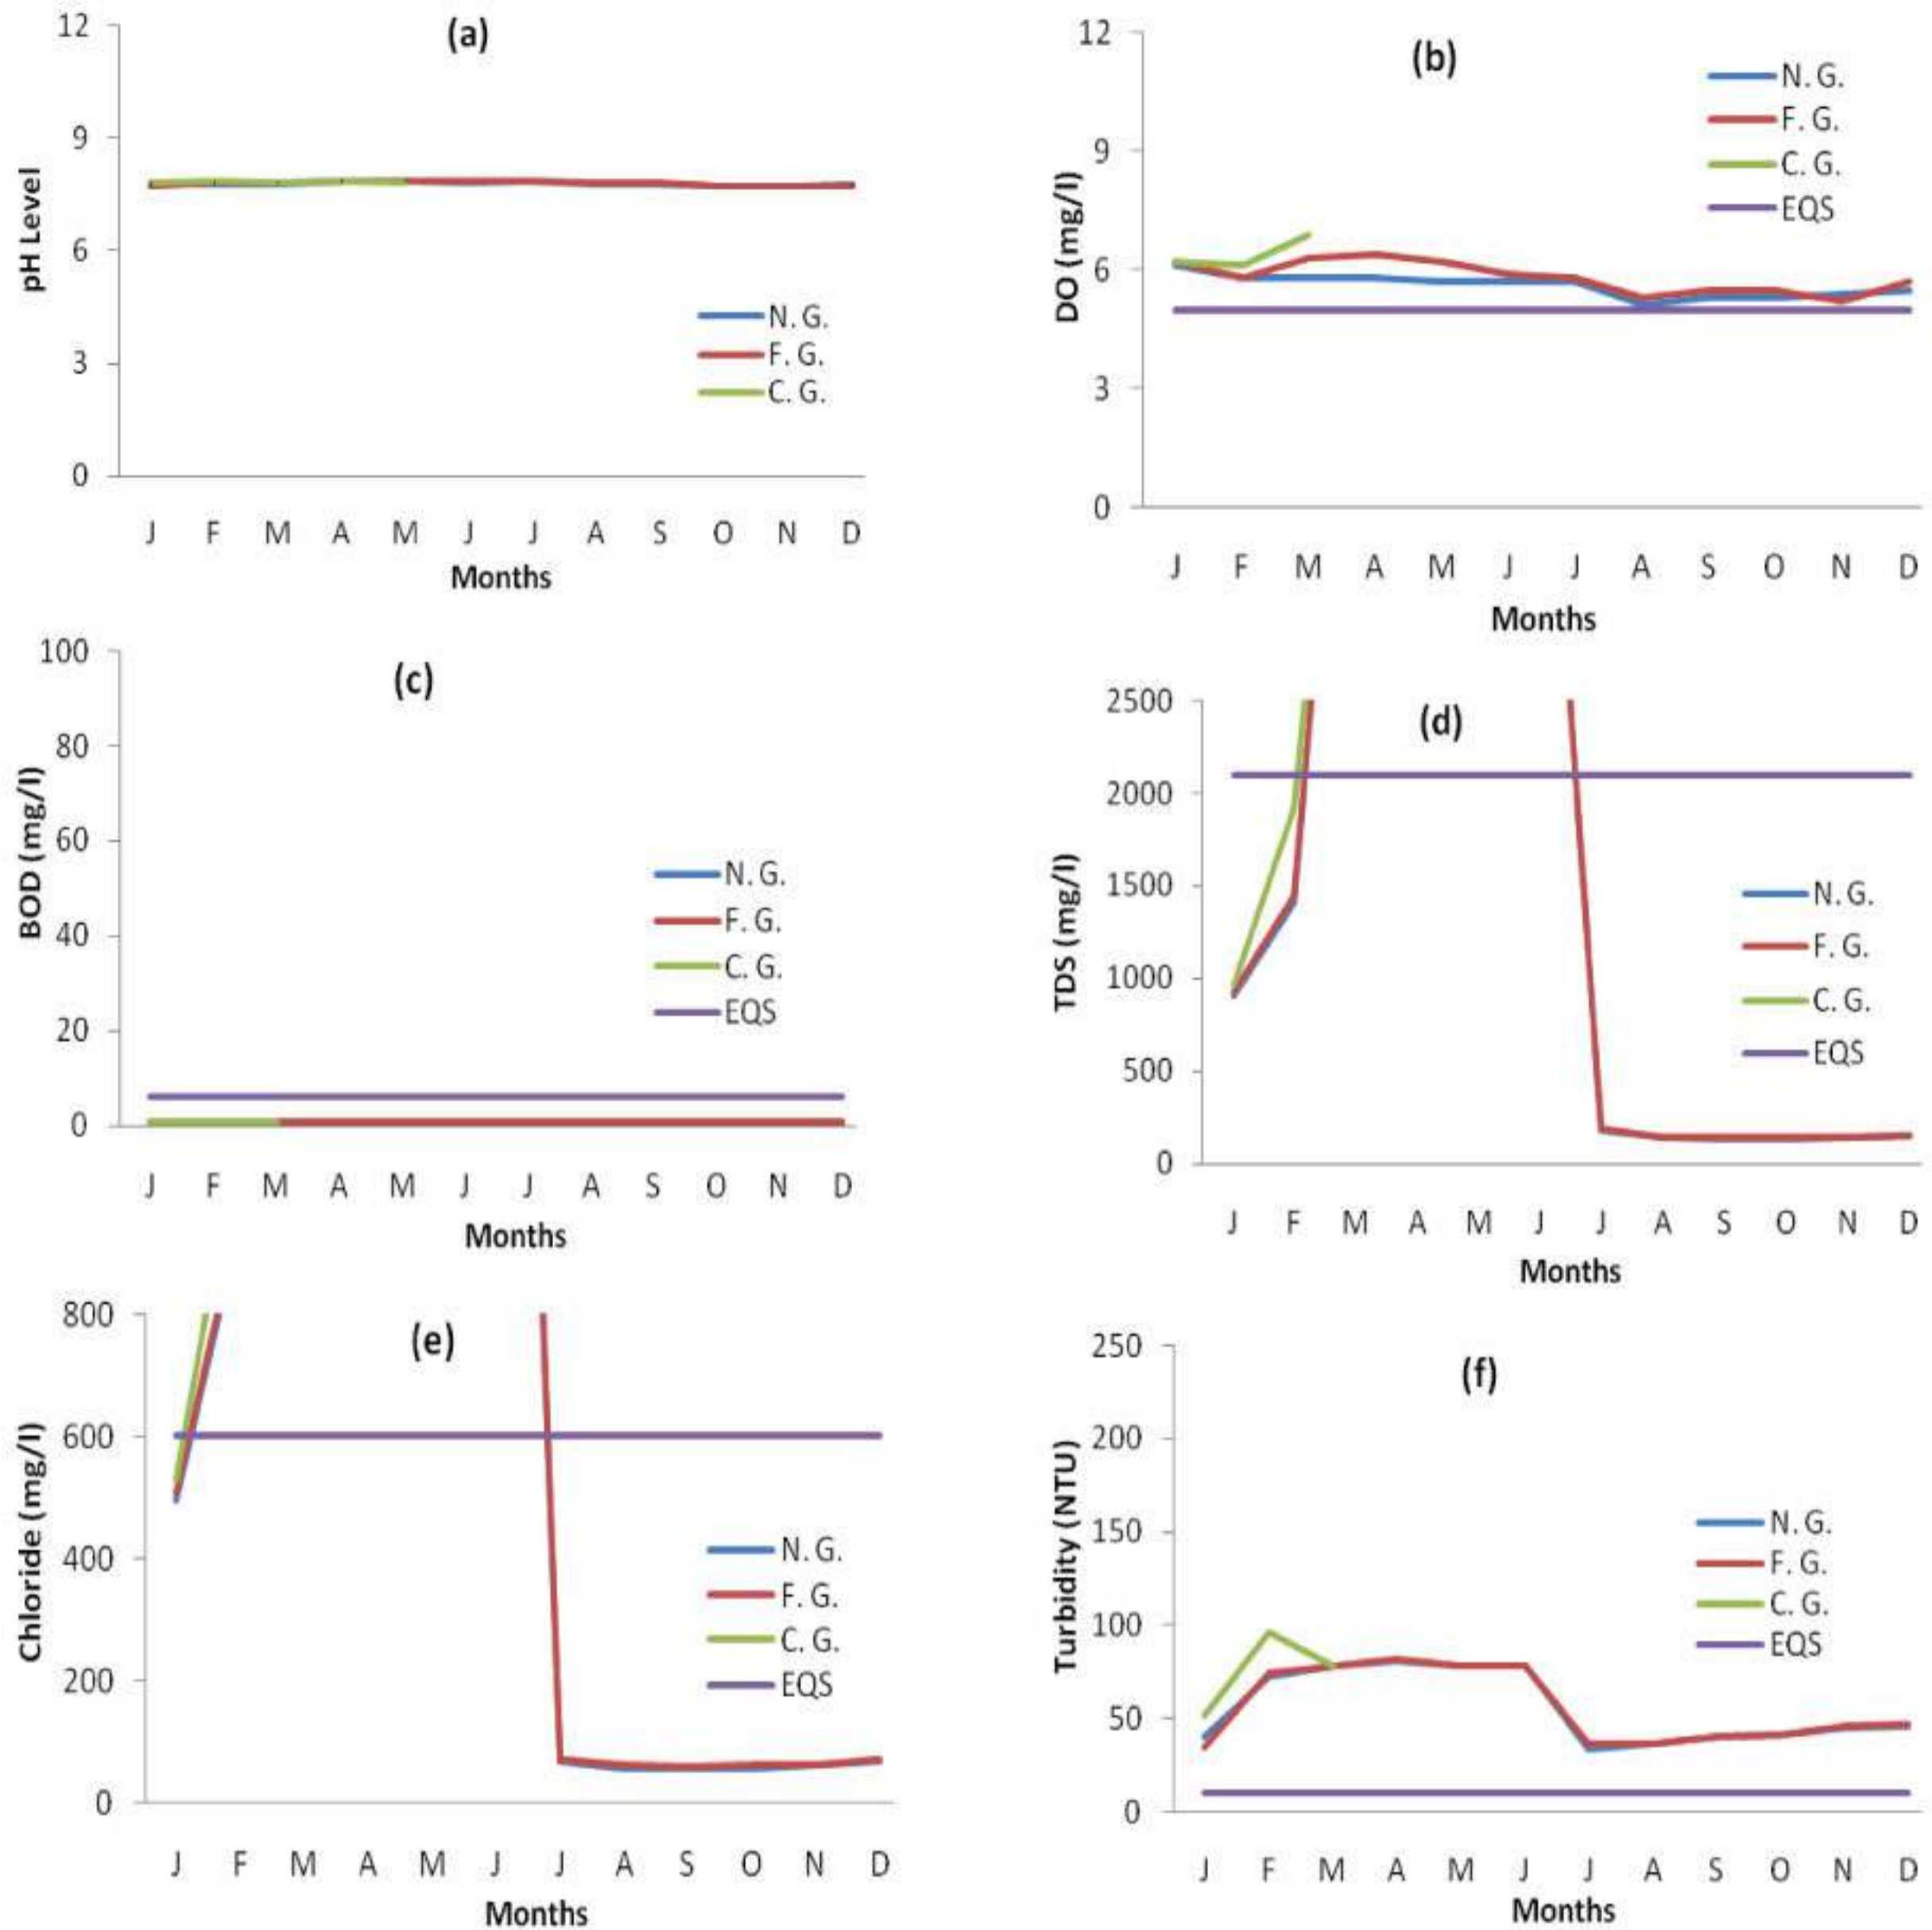 (a)
12
9
6
3
0
pH Level
N. G.
F. G.
C. G.
J F M A M J J A S O N D
Months
(b)
12
9
6
3
0
DO (mg/l)
N. G.
F. G.
C. G.
EQS
J F M A M J J A S O N D
Months
(c)
100
80
60
40
20
0
BOD (mg/l)
N. G.
F. G.
C. G.
EQS
J F M A M J J A S O N D
Months
(d)
2500
2000
1500
1000
500
0
TDS (mg/l)
N. G.
F. G.
C. G.
EQS
J F M A M J J A S O N D
Months
(e)
800
600
400
200
0
Chloride (mg/l)
N. G.
F. G.
C. G.
EQS
J F M A M J J A S O N D
Months
(f)
250
200
150
100
50
0
Turbidity (NTU)
N. G.
F. G.
C. G.
EQS
J F M A M J J A S O N D
Months